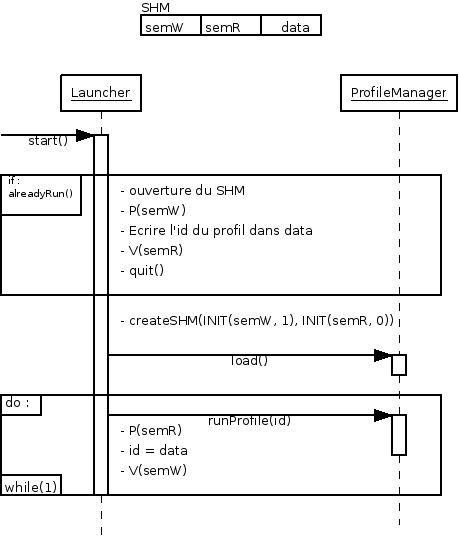 SHM
semW semR data
Launcher ProfileManager
start()
if :
alreadyRun()
- ouverture du SHM
- P(semW)
- Ecrire l'id du profil dans data
- V(semR)
- quit()
- createSHM(INIT(semW, 1), INIT(semR, 0))
load()
do :
runProfile(id)
- P(semR)
- id = data
- V(semW)
while(1)